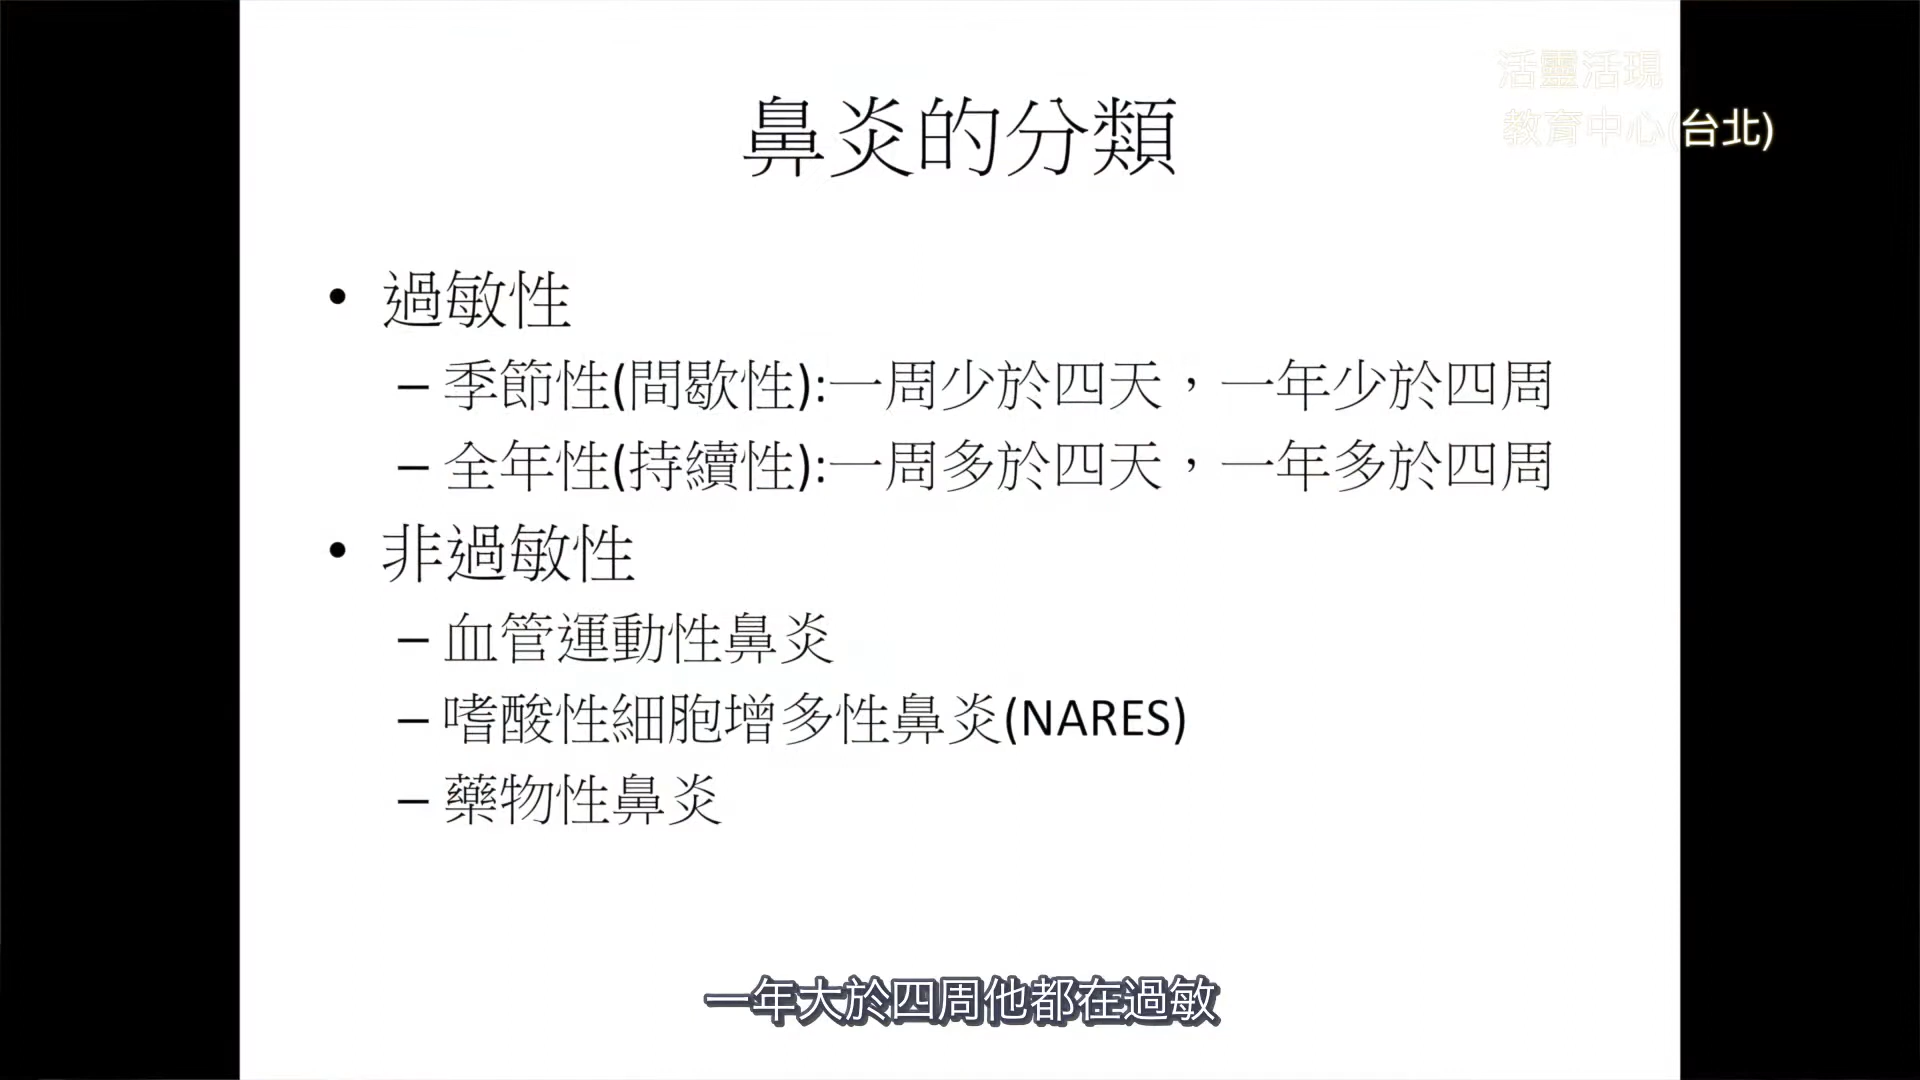 活靈活現
教育中心(台北)
鼻炎的分類
• 過敏性
– 季節性(間歇性):一周少於四天，一年少於四周
– 全年性(持續性):一周多於四天，一年多於四周
• 非過敏性
– 血管運動性鼻炎
– 嗜酸性細胞增多性鼻炎(NARES)
– 藥物性鼻炎
一年大於四周他都在過敏